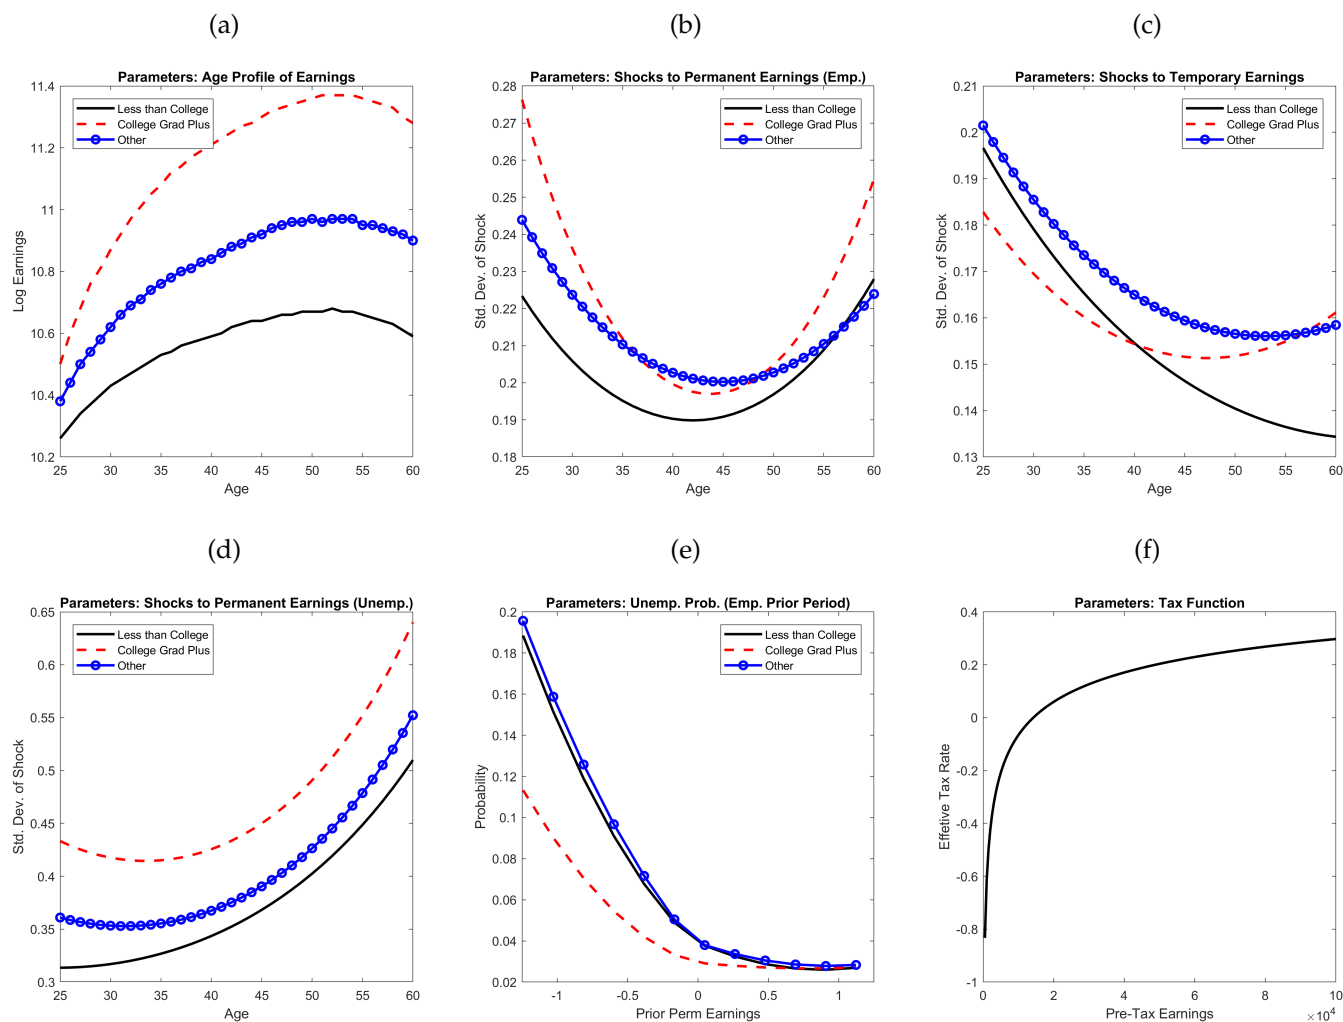 (a)
(b)
(c)
Parameters: Age Profile of Earnings
Less than College
College Grad Plus
Other
11.4
11.2
11
10.8
10.6
10.4
10.2
Log Earnings
25 30 35 40 45 50 55 60
Age
Parameters: Shocks to Permanent Earnings (Emp.)
Less than College
College Grad Plus
Other
0.28
0.27
0.26
0.25
0.24
0.23
0.22
0.21
0.2
0.19
0.18
Std. Dev. of Shock
25 30 35 40 45 50 55 60
Age
Parameters: Shocks to Temporary Earnings
Less than College
College Grad Plus
Other
0.21
0.2
0.19
0.18
0.17
0.16
0.15
0.14
0.13
Std. Dev. of Shock
25 30 35 40 45 50 55 60
Age
(d)
(e)
(f)
Parameters: Shocks to Permanent Earnings (Unemp.)
Less than College
College Grad Plus
Other
0.65
0.6
0.55
0.5
0.45
0.4
0.35
0.3
Std. Dev. of Shock
25 30 35 40 45 50 55 60
Age
Parameters: Unemp. Prob. (Emp. Prior Period)
Less than College
College Grad Plus
Other
0.2
0.18
0.16
0.14
0.12
0.1
0.08
0.06
0.04
0.02
Probability
-1 -0.5 0 0.5 1
Prior Perm Earnings
Parameters: Tax Function
0.4
0.2
0
-0.2
-0.4
-0.6
-0.8
-1
Effetive Tax Rate
0 2 4 6 8 10
Pre-Tax Earnings
×10⁴